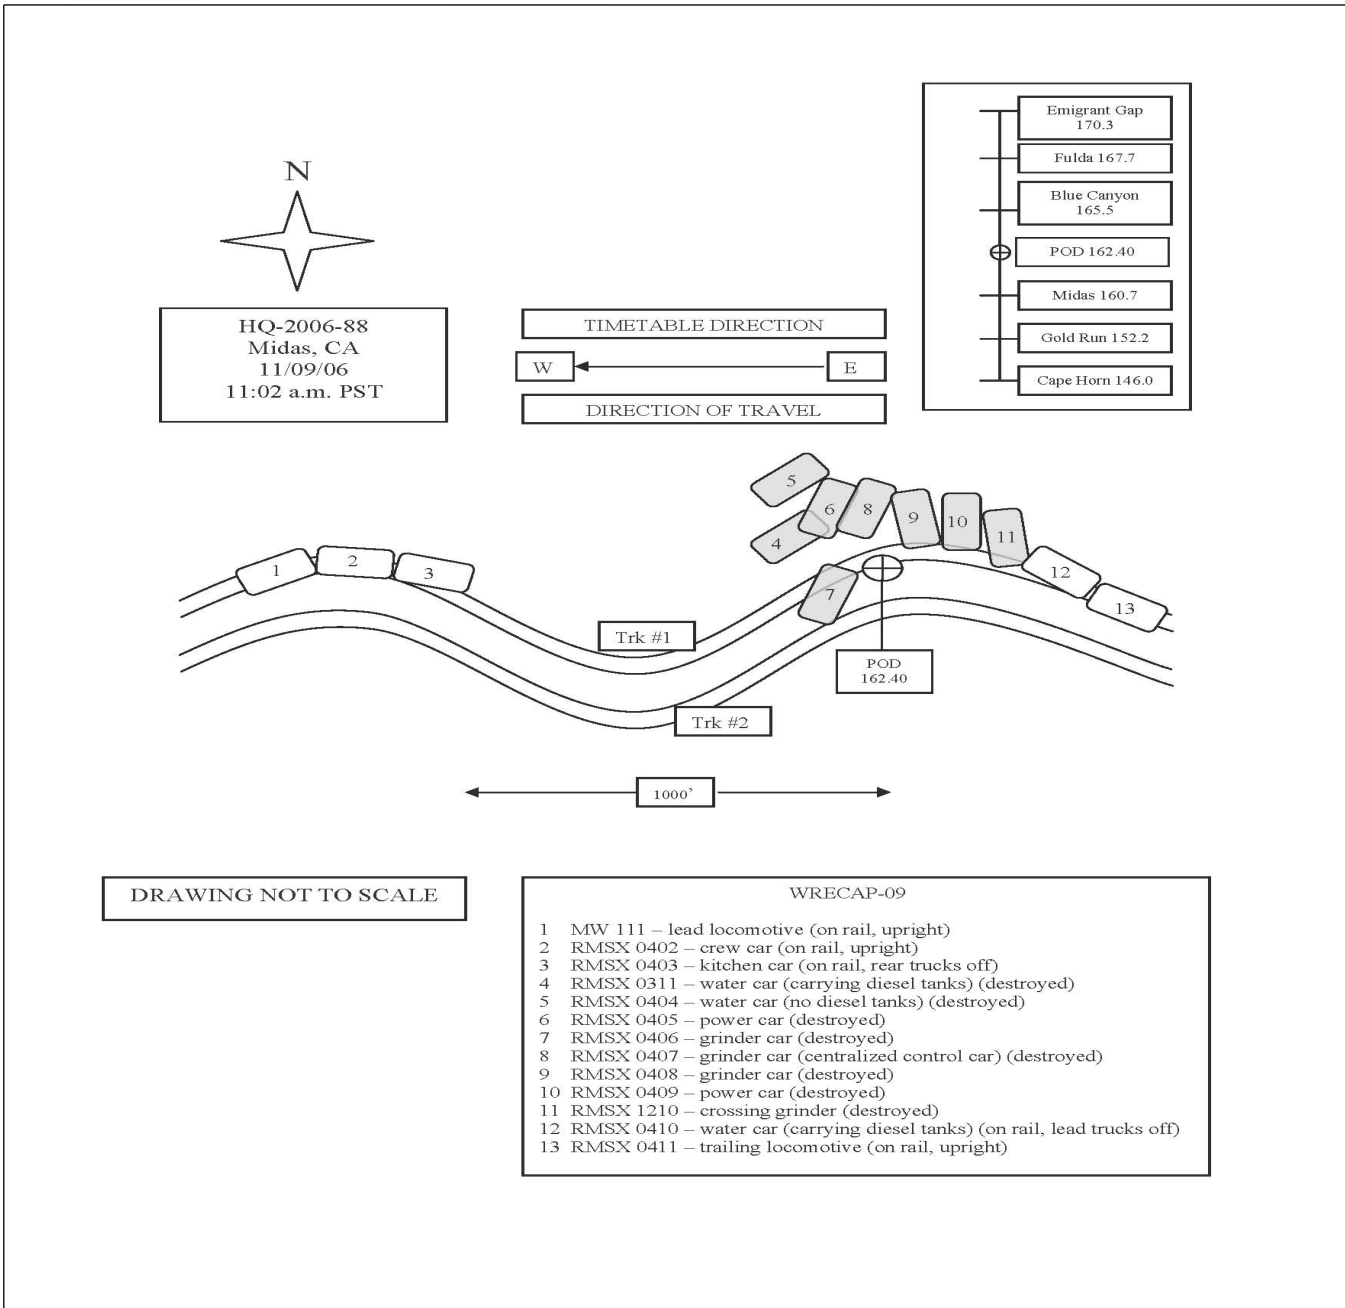 Emigrant Gap
170.3
Fulda 167.7
Blue Canyon
165.5
POD 162.40
Midas 160.7
Gold Run 152.2
Cape Horn 146.0
N
HQ-2006-88
Midas, CA
11/09/06
11:02 a.m. PST
TIMETABLE DIRECTION
W
E
DIRECTION OF TRAVEL
5
6
8
9
10
11
4
12
13
1
2
3
7
Trk #1
POD
162.40
Trk #2
1000’
DRAWING NOT TO SCALE
WRECAP-09
1 MW 111 – lead locomotive (on rail, upright)
2 RMSX 0402 – crew car (on rail, upright)
3 RMSX 0403 – kitchen car (on rail, rear trucks off)
4 RMSX 0311 – water car (carrying diesel tanks) (destroyed)
5 RMSX 0404 – water car (no diesel tanks) (destroyed)
6 RMSX 0405 – power car (destroyed)
7 RMSX 0406 – grinder car (destroyed)
8 RMSX 0407 – grinder car (centralized control car) (destroyed)
9 RMSX 0408 – grinder car (destroyed)
10 RMSX 0409 – power car (destroyed)
11 RMSX 1210 – crossing grinder (destroyed)
12 RMSX 0410 – water car (carrying diesel tanks) (on rail, lead trucks off)
13 RMSX 0411 – trailing locomotive (on rail, upright)